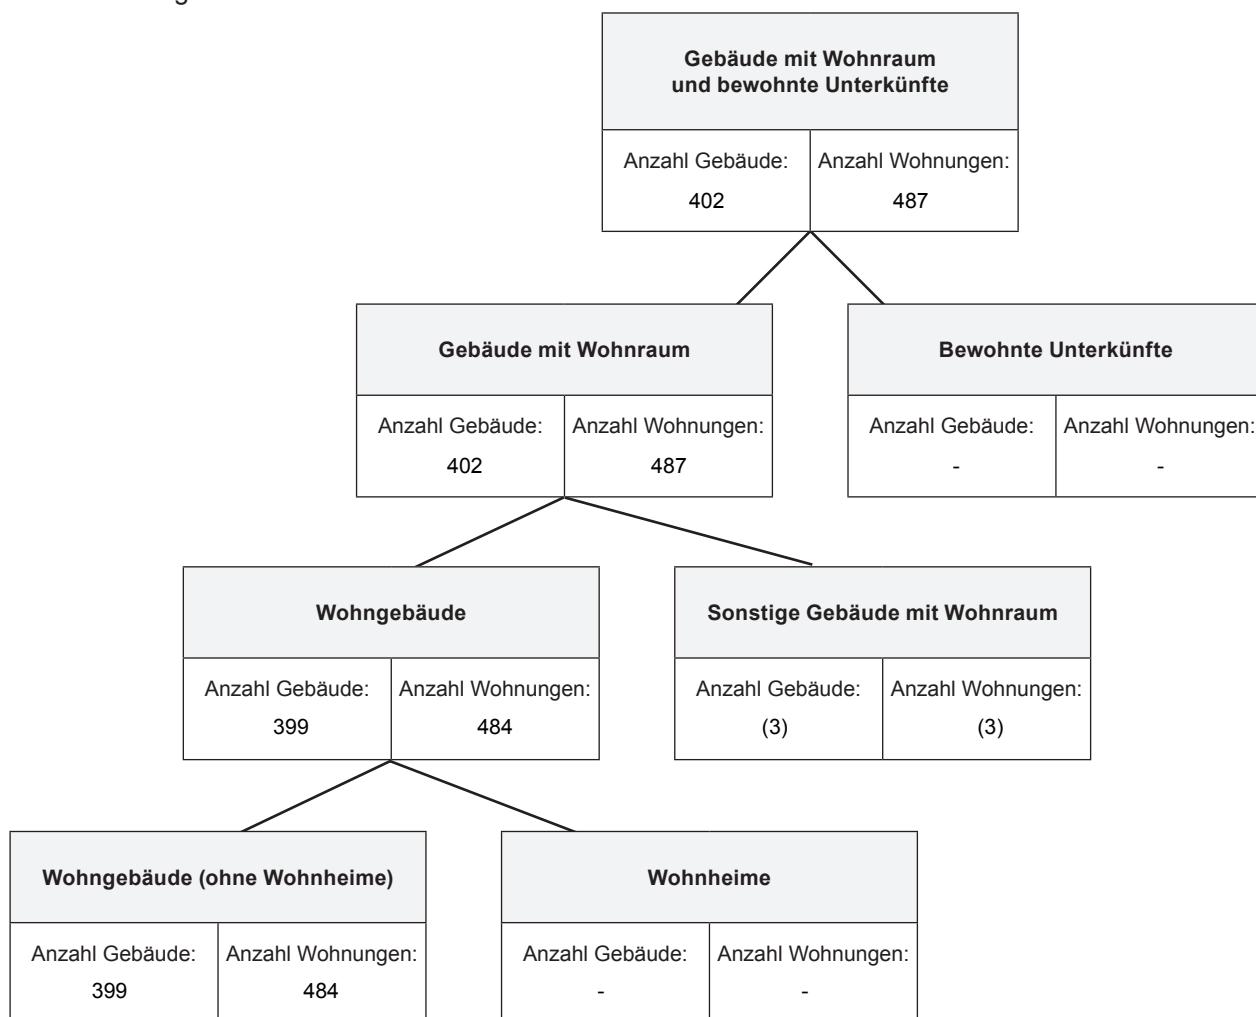 Gebäude mit Wohnraum
und bewohnte Unterkünfte
Anzahl Gebäude: Anzahl Wohnungen:
402 487
Gebäude mit Wohnraum
Anzahl Gebäude: Anzahl Wohnungen:
402 487
Bewohnte Unterkünfte
Anzahl Gebäude: Anzahl Wohnungen:
- -
Wohngebäude
Anzahl Gebäude: Anzahl Wohnungen:
399 484
Sonstige Gebäude mit Wohnraum
Anzahl Gebäude: Anzahl Wohnungen:
(3) (3)
Wohngebäude (ohne Wohnheime)
Anzahl Gebäude: Anzahl Wohnungen:
399 484
Wohnheime
Anzahl Gebäude: Anzahl Wohnungen:
- -